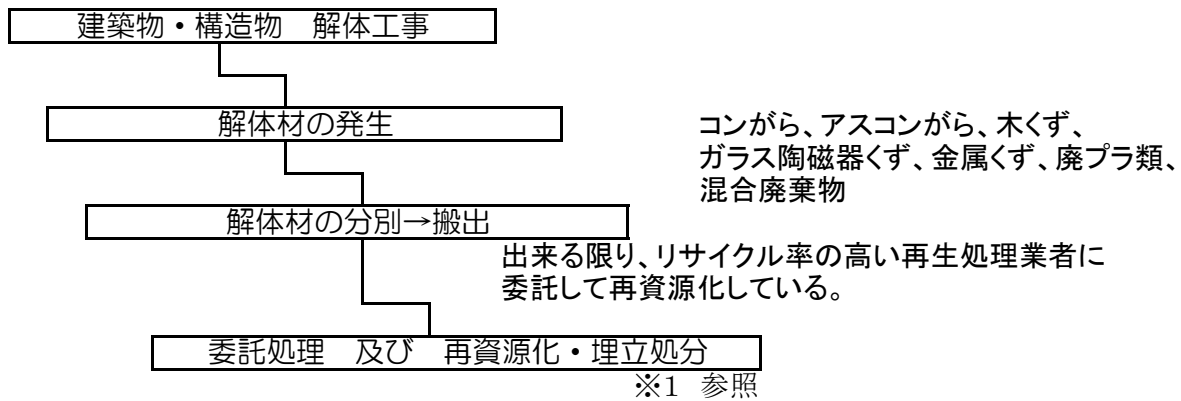 建築物・構造物　解体工事
解体材の発生
コンがら、アスコンがら、木くず、
ガラス陶磁器くず、金属くず、廃プラ類、
混合廃棄物
解体材の分別→搬出
出来る限り、リサイクル率の高い再生処理業者に
委託して再資源化している。
委託処理　及び　再資源化・埋立処分
※1　参照